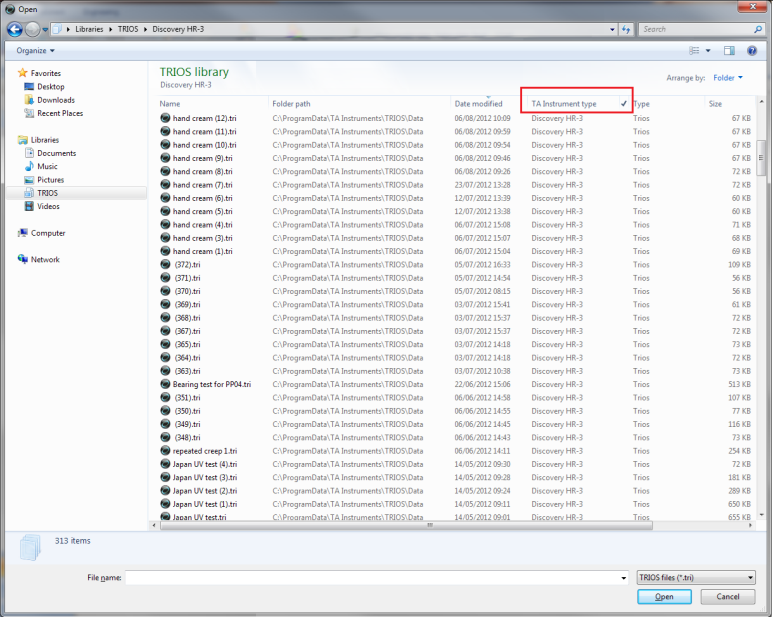 Open
Libraries TRIOS Discovery HR-3 Search
Organize
Favorites
Desktop
Downloads
Recent Places
Libraries
Documents
Music
Pictures
TRIOS
Videos
Computer
Network
TRIOS library
Discovery HR-3
Arrange by: Folder
Name Folder path Date modified TA Instrument type Type Size
hand cream (12).tri C:\ProgramData\TA Instruments\TRIOS\Data 06/08/2012 10:09 Discovery HR-3 Trios 67 KB
hand cream (11).tri C:\ProgramData\TA Instruments\TRIOS\Data 06/08/2012 09:59 Discovery HR-3 Trios 67 KB
hand cream (10).tri C:\ProgramData\TA Instruments\TRIOS\Data 06/08/2012 09:54 Discovery HR-3 Trios 67 KB
hand cream (9).tri C:\ProgramData\TA Instruments\TRIOS\Data 06/08/2012 09:46 Discovery HR-3 Trios 67 KB
hand cream (8).tri C:\ProgramData\TA Instruments\TRIOS\Data 06/08/2012 09:26 Discovery HR-3 Trios 72 KB
hand cream (7).tri C:\ProgramData\TA Instruments\TRIOS\Data 23/07/2012 13:28 Discovery HR-3 Trios 72 KB
hand cream (6).tri C:\ProgramData\TA Instruments\TRIOS\Data 12/07/2012 13:39 Discovery HR-3 Trios 60 KB
hand cream (5).tri C:\ProgramData\TA Instruments\TRIOS\Data 12/07/2012 13:38 Discovery HR-3 Trios 60 KB
hand cream (4).tri C:\ProgramData\TA Instruments\TRIOS\Data 06/07/2012 15:08 Discovery HR-3 Trios 71 KB
hand cream (3).tri C:\ProgramData\TA Instruments\TRIOS\Data 06/07/2012 15:07 Discovery HR-3 Trios 68 KB
hand cream (1).tri C:\ProgramData\TA Instruments\TRIOS\Data 06/07/2012 15:04 Discovery HR-3 Trios 69 KB
(372).tri C:\ProgramData\TA Instruments\TRIOS\Data 05/07/2012 16:33 Discovery HR-3 Trios 109 KB
(371).tri C:\ProgramData\TA Instruments\TRIOS\Data 05/07/2012 14:54 Discovery HR-3 Trios 56 KB
(370).tri C:\ProgramData\TA Instruments\TRIOS\Data 05/07/2012 08:15 Discovery HR-3 Trios 56 KB
(369).tri C:\ProgramData\TA Instruments\TRIOS\Data 03/07/2012 15:41 Discovery HR-3 Trios 61 KB
(368).tri C:\ProgramData\TA Instruments\TRIOS\Data 03/07/2012 15:37 Discovery HR-3 Trios 72 KB
(367).tri C:\ProgramData\TA Instruments\TRIOS\Data 03/07/2012 15:37 Discovery HR-3 Trios 72 KB
(365).tri C:\ProgramData\TA Instruments\TRIOS\Data 03/07/2012 14:18 Discovery HR-3 Trios 73 KB
(364).tri C:\ProgramData\TA Instruments\TRIOS\Data 03/07/2012 14:18 Discovery HR-3 Trios 72 KB
(363).tri C:\ProgramData\TA Instruments\TRIOS\Data 03/07/2012 10:38 Discovery HR-3 Trios 73 KB
Bearing test for PP04.tri C:\ProgramData\TA Instruments\TRIOS\Data 22/06/2012 15:06 Discovery HR-3 Trios 513 KB
(351).tri C:\ProgramData\TA Instruments\TRIOS\Data 06/06/2012 14:58 Discovery HR-3 Trios 107 KB
(350).tri C:\ProgramData\TA Instruments\TRIOS\Data 06/06/2012 14:55 Discovery HR-3 Trios 77 KB
(349).tri C:\ProgramData\TA Instruments\TRIOS\Data 06/06/2012 14:45 Discovery HR-3 Trios 116 KB
(348).tri C:\ProgramData\TA Instruments\TRIOS\Data 06/06/2012 14:43 Discovery HR-3 Trios 73 KB
repeated creep 1.tri C:\ProgramData\TA Instruments\TRIOS\Data 06/06/2012 14:11 Discovery HR-3 Trios 254 KB
Japan UV test (4).tri C:\ProgramData\TA Instruments\TRIOS\Data 14/05/2012 09:30 Discovery HR-3 Trios 72 KB
Japan UV test (3).tri C:\ProgramData\TA Instruments\TRIOS\Data 14/05/2012 09:28 Discovery HR-3 Trios 181 KB
Japan UV test (2).tri C:\ProgramData\TA Instruments\TRIOS\Data 14/05/2012 09:24 Discovery HR-3 Trios 289 KB
Japan UV test (1).tri C:\ProgramData\TA Instruments\TRIOS\Data 14/05/2012 09:11 Discovery HR-3 Trios 650 KB
Japan UV test.tri C:\ProgramData\TA Instruments\TRIOS\Data 14/05/2012 09:01 Discovery HR-3 Trios 655 KB
313 items
File name: TRIOS files (*.tri)
Open Cancel